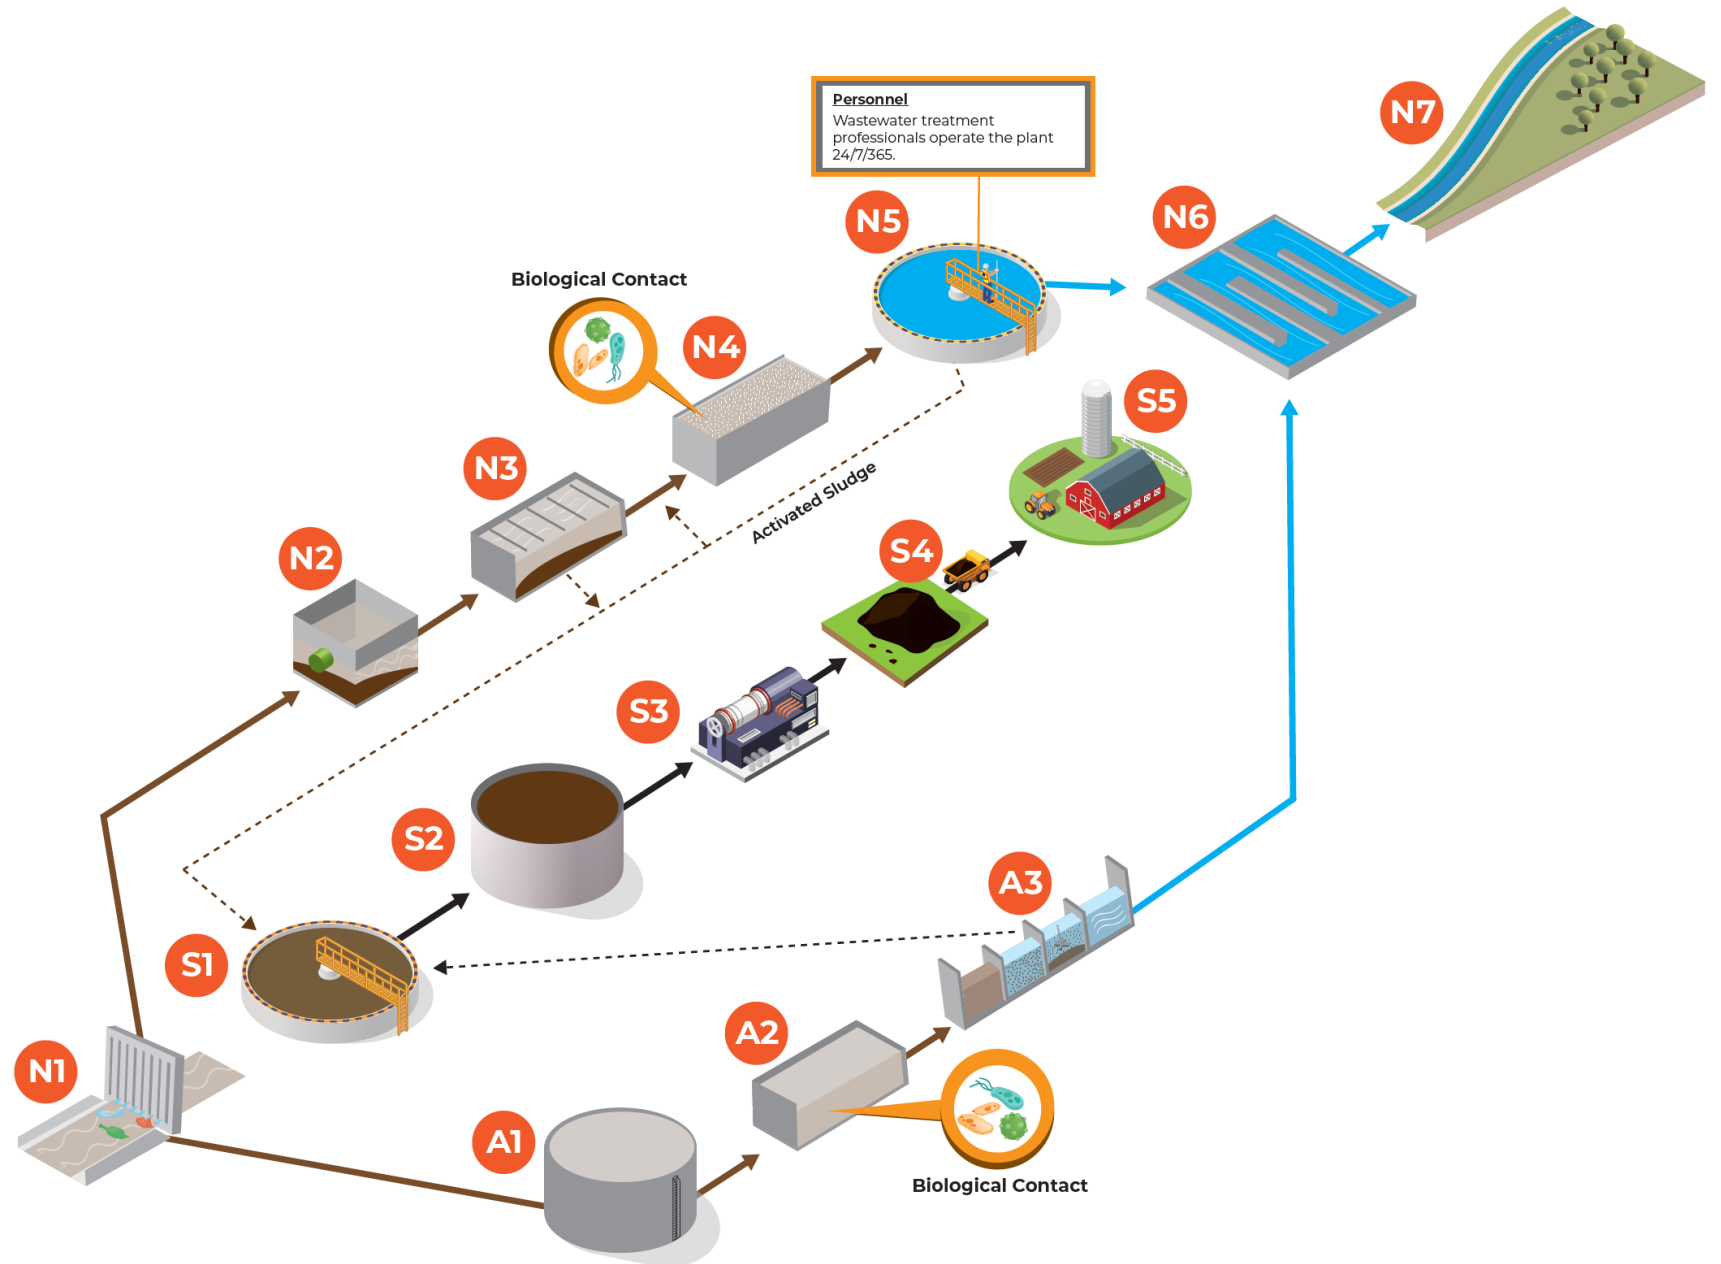 Personnel
Wastewater treatment
professionals operate the plant
24/7/365.
N7
N6
N5
Biological Contact
N4
S5
N3
Activated Sludge
S4
N2
S3
S2
A3
S1
A2
N1
A1
Biological Contact